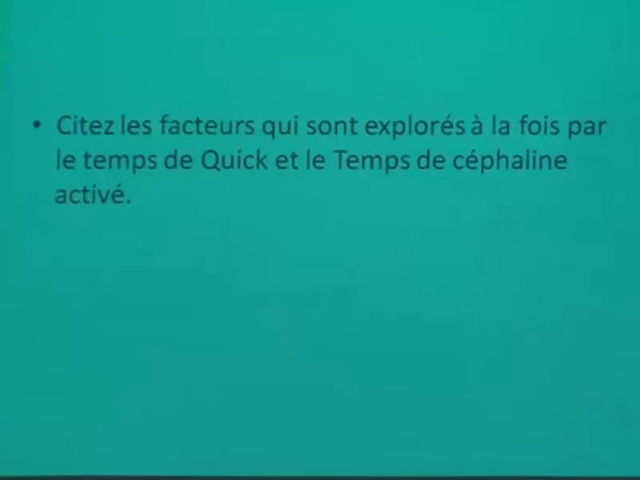 • Citez les facteurs qui sont explorés à la fois par
le temps de Quick et le Temps de céphaline
activé.